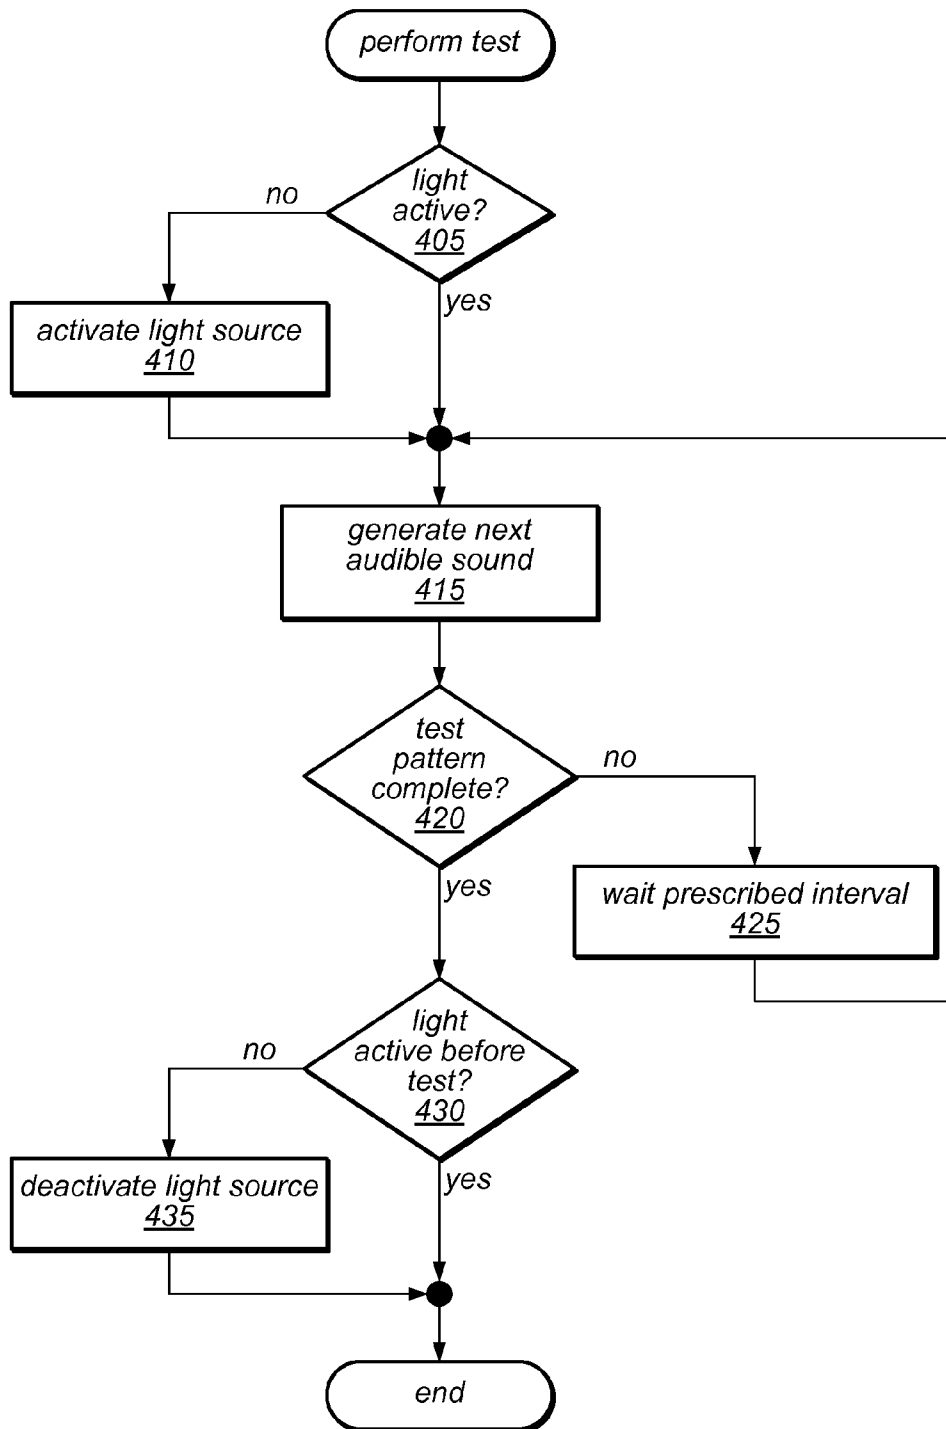 perform test
light
active?
405
no
yes
activate light source
410
generate next
audible sound
415
test
pattern
complete?
420
no
yes
wait prescribed interval
425
light
active before
test?
430
no
yes
deactivate light source
435
end